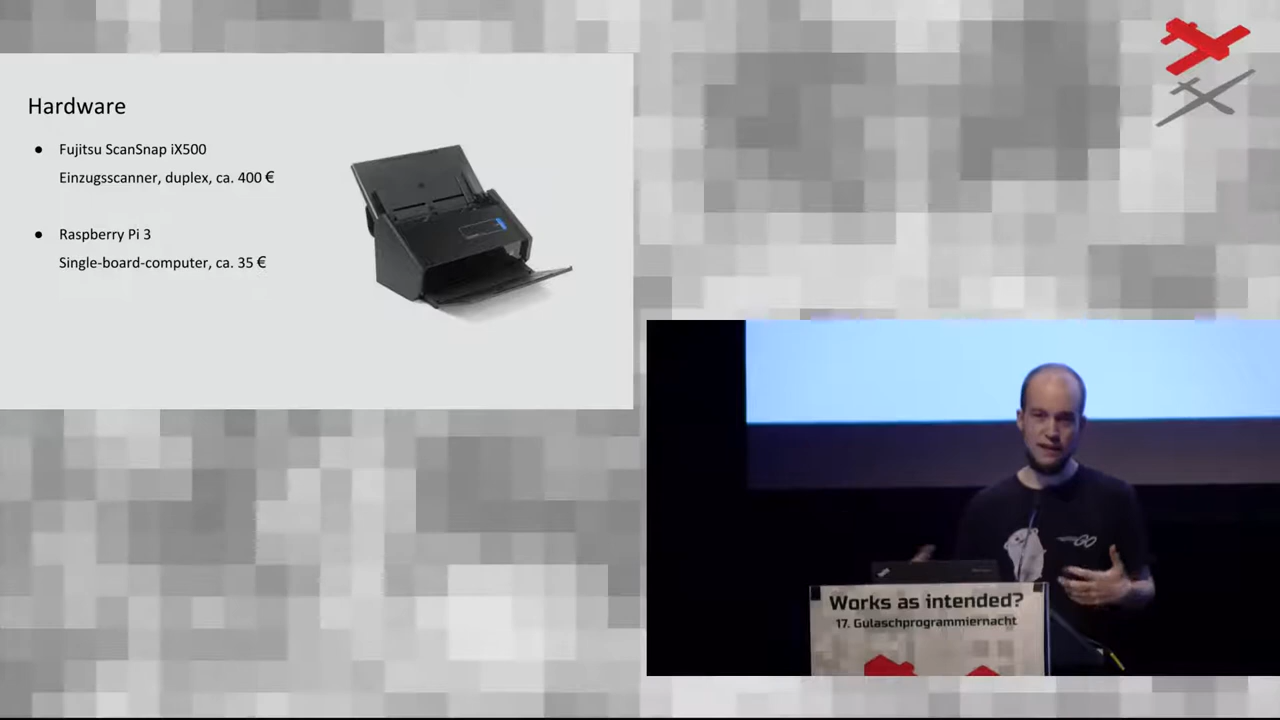 Hardware
● Fujitsu ScanSnap iX500
Einzugsscanner, duplex, ca. 400 €
● Raspberry Pi 3
Single-board-computer, ca. 35 €
GO
Works as intended?
17. Gulaschprogrammiernacht